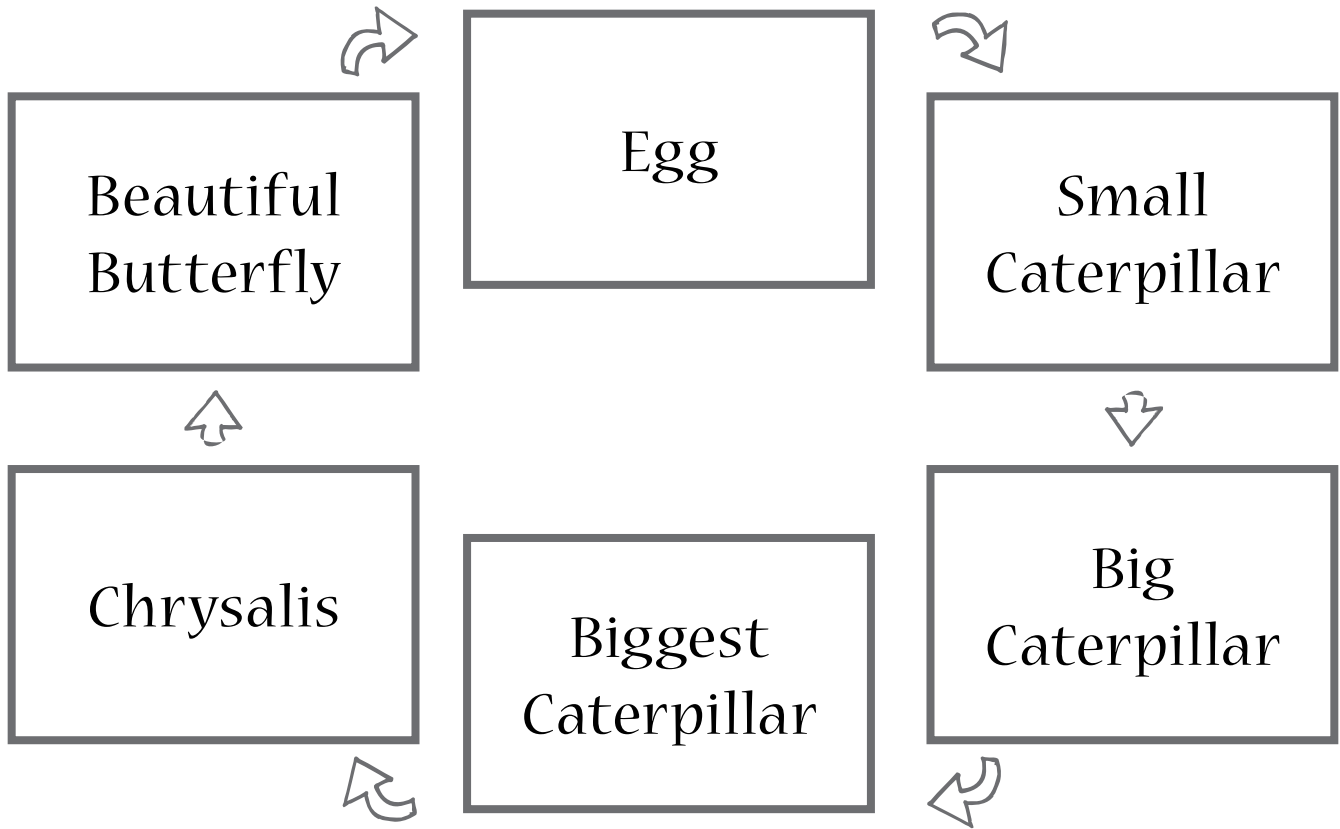 Egg
Small
Caterpillar
Big
Caterpillar
Biggest
Caterpillar
Chrysalis
Beautiful
Butterfly